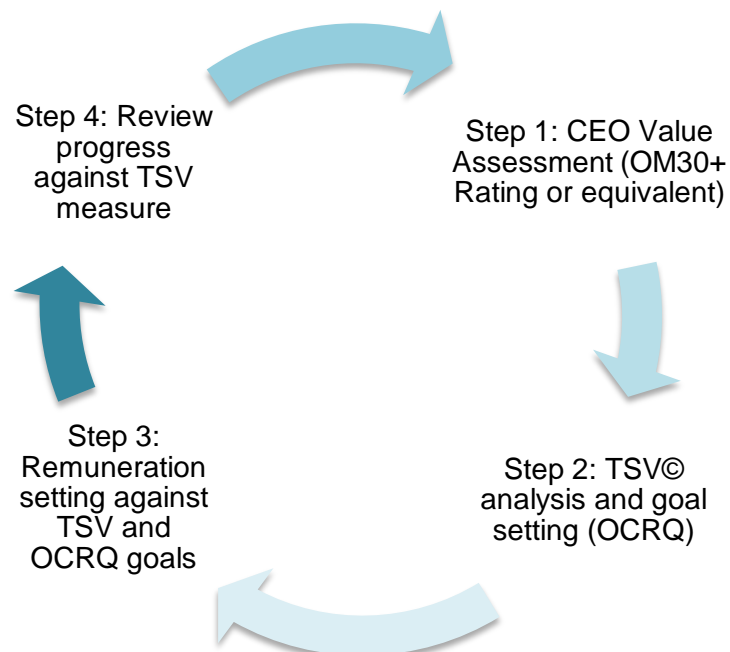 Step 1: CEO Value
Assessment (OM30+
Rating or equivalent)
Step 2: TSV©
analysis and goal
setting (OCRQ)
Step 3:
Remuneration
setting against
TSV and
OCRQ goals
Step 4: Review
progress
against TSV
measure